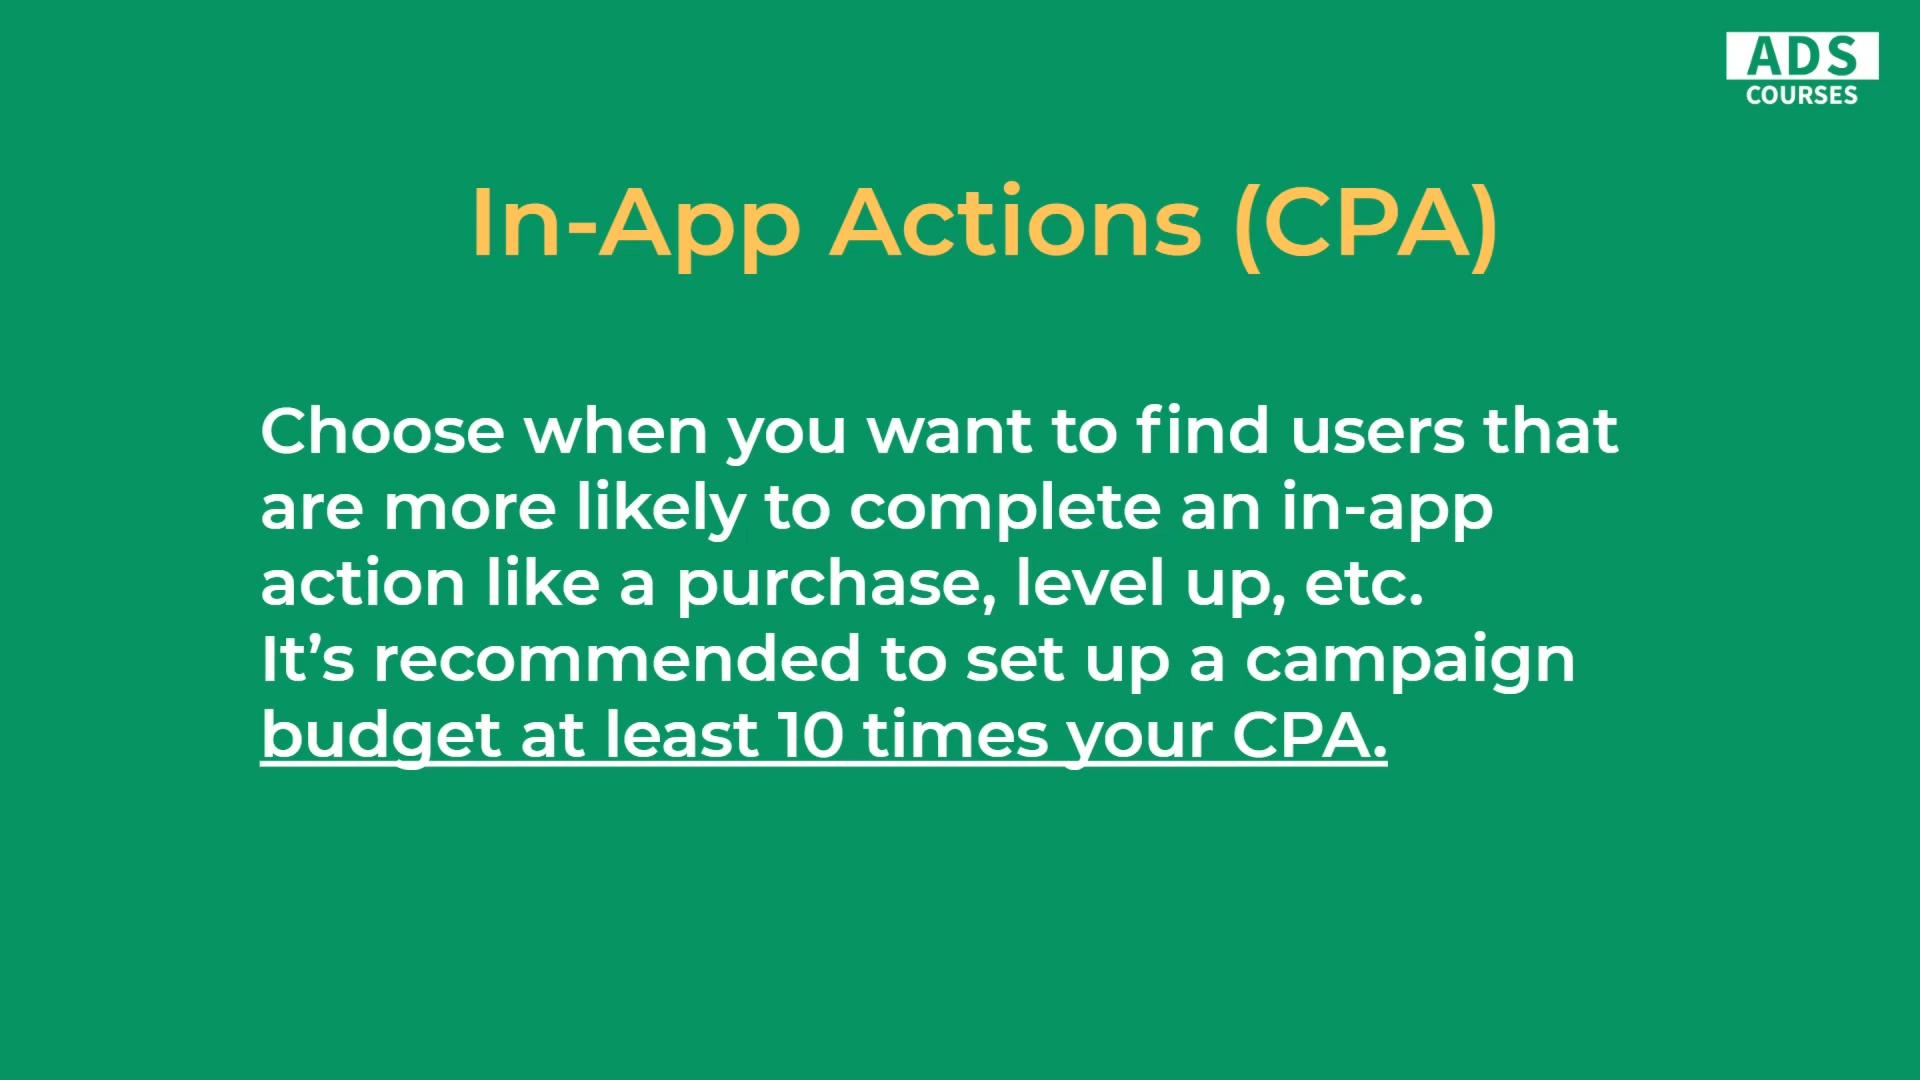 ADS
COURSES
In-App Actions (CPA)
Choose when you want to find users that
are more likely to complete an in-app
action like a purchase, level up, etc.
It’s recommended to set up a campaign
budget at least 10 times your CPA.